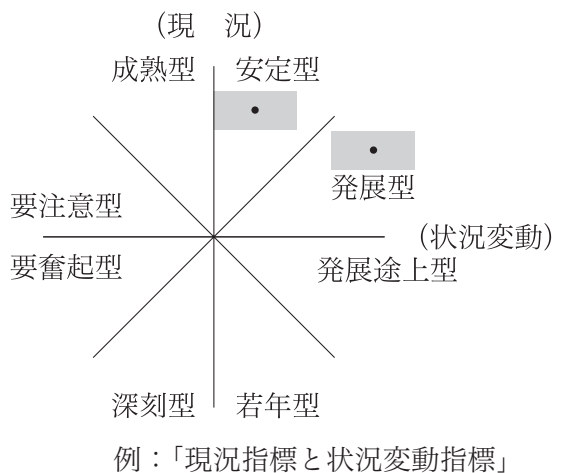 （現　況）
成熟型
安定型
発展型
要注意型
（状況変動）
要奮起型
発展途上型
深刻型
若年型
例：「現況指標と状況変動指標」